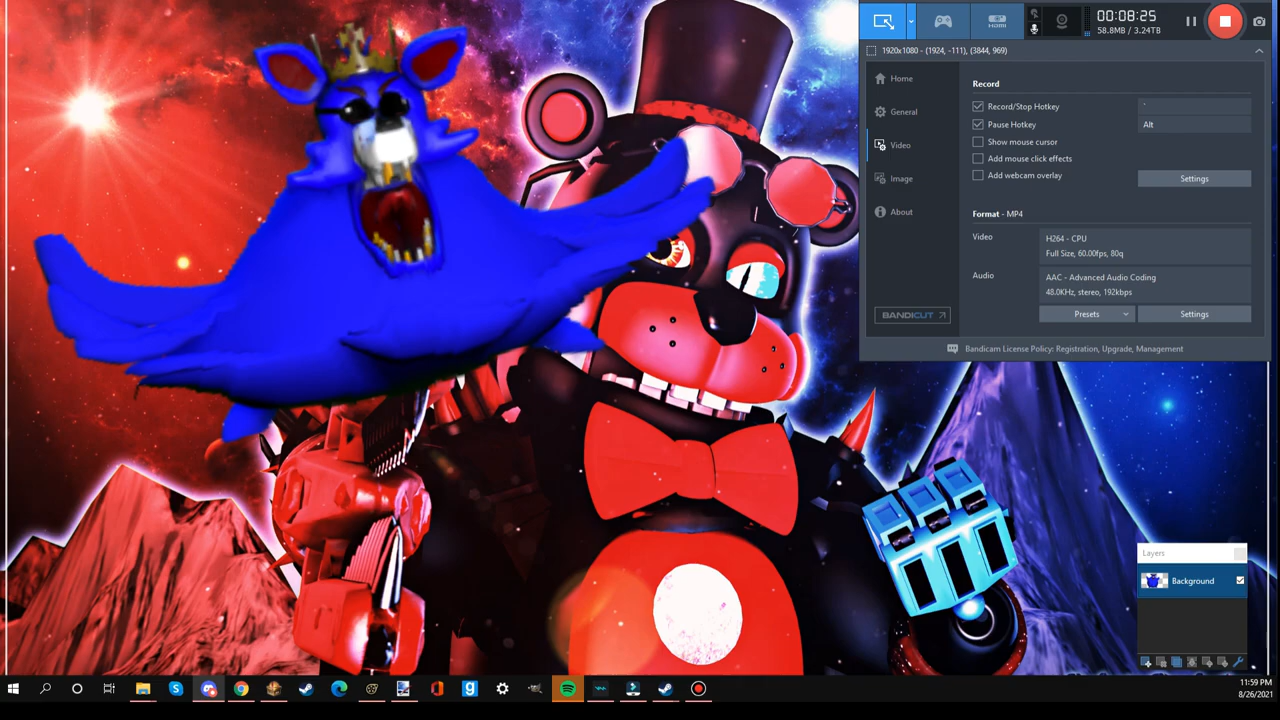 HDMI
00:08:25
58.8MB / 3.24TB
1920x1080 - (1924, -111), (3844, 969)
Home
General
Video
Image
About
BANDICUT
Record
Record/Stop Hotkey
`
Pause Hotkey
Alt
Show mouse cursor
Add mouse click effects
Add webcam overlay
Settings
Format - MP4
Video
H264 - CPU
Full Size, 60.00fps, 80q
Audio
AAC - Advanced Audio Coding
48.0KHz, stereo, 192kbps
Presets
Settings
Bandicam License Policy: Registration, Upgrade, Management
Layers
Background
11:59 PM
8/26/2021